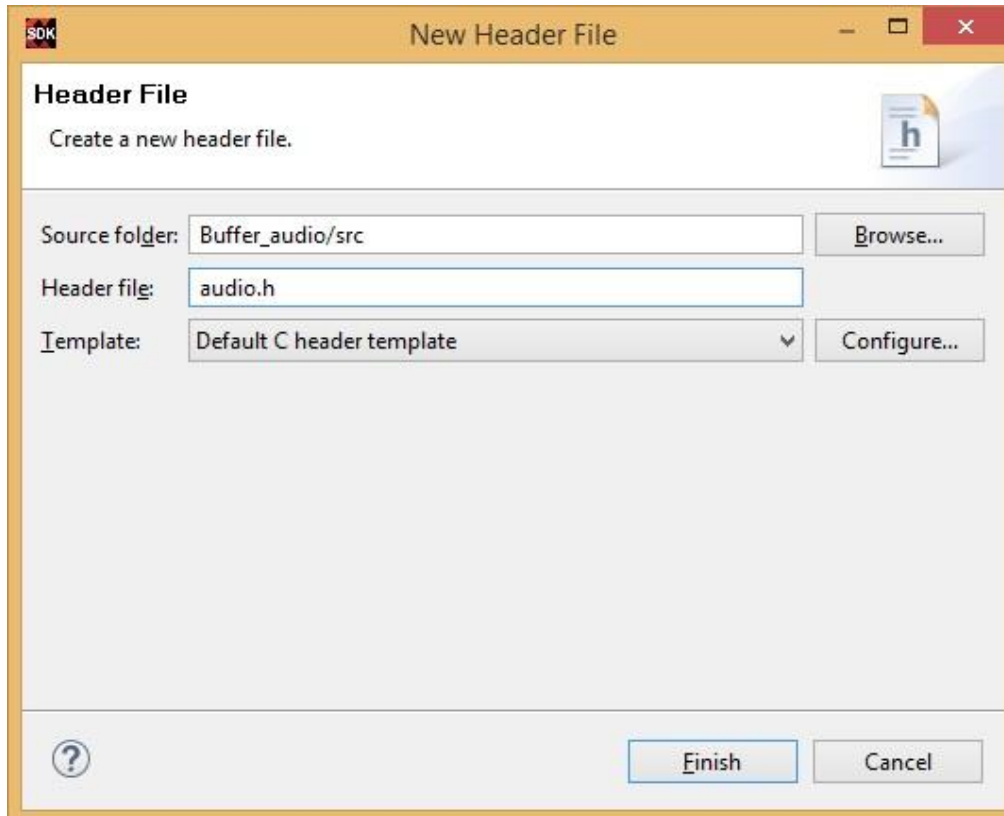 SDK
New Header File
Header File
Create a new header file.
h
Source folder: Buffer_audio/src Browse...
Header file: audio.h
Template: Default C header template Configure...
? Finish Cancel